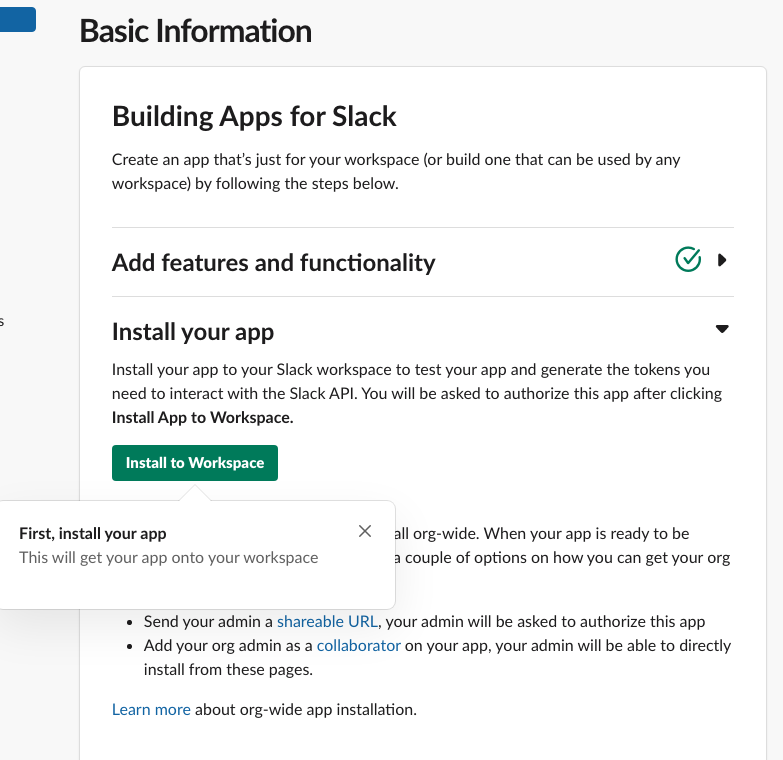 Basic Information
Building Apps for Slack
Create an app that's just for your workspace (or build one that can be used by any
workspace) by following the steps below.
Add features and functionality
s
Install your app
Install your app to your Slack workspace to test your app and generate the tokens you
need to interact with the Slack API. You will be asked to authorize this app after clicking
Install App to Workspace.
Install to Workspace
First, install your app
This will get your app onto your workspace
all org-wide. When your app is ready to be
a couple of options on how you can get your org
• Send your admin a shareable URL, your admin will be asked to authorize this app
• Add your org admin as a collaborator on your app, your admin will be able to directly
install from these pages.
Learn more about org-wide app installation.